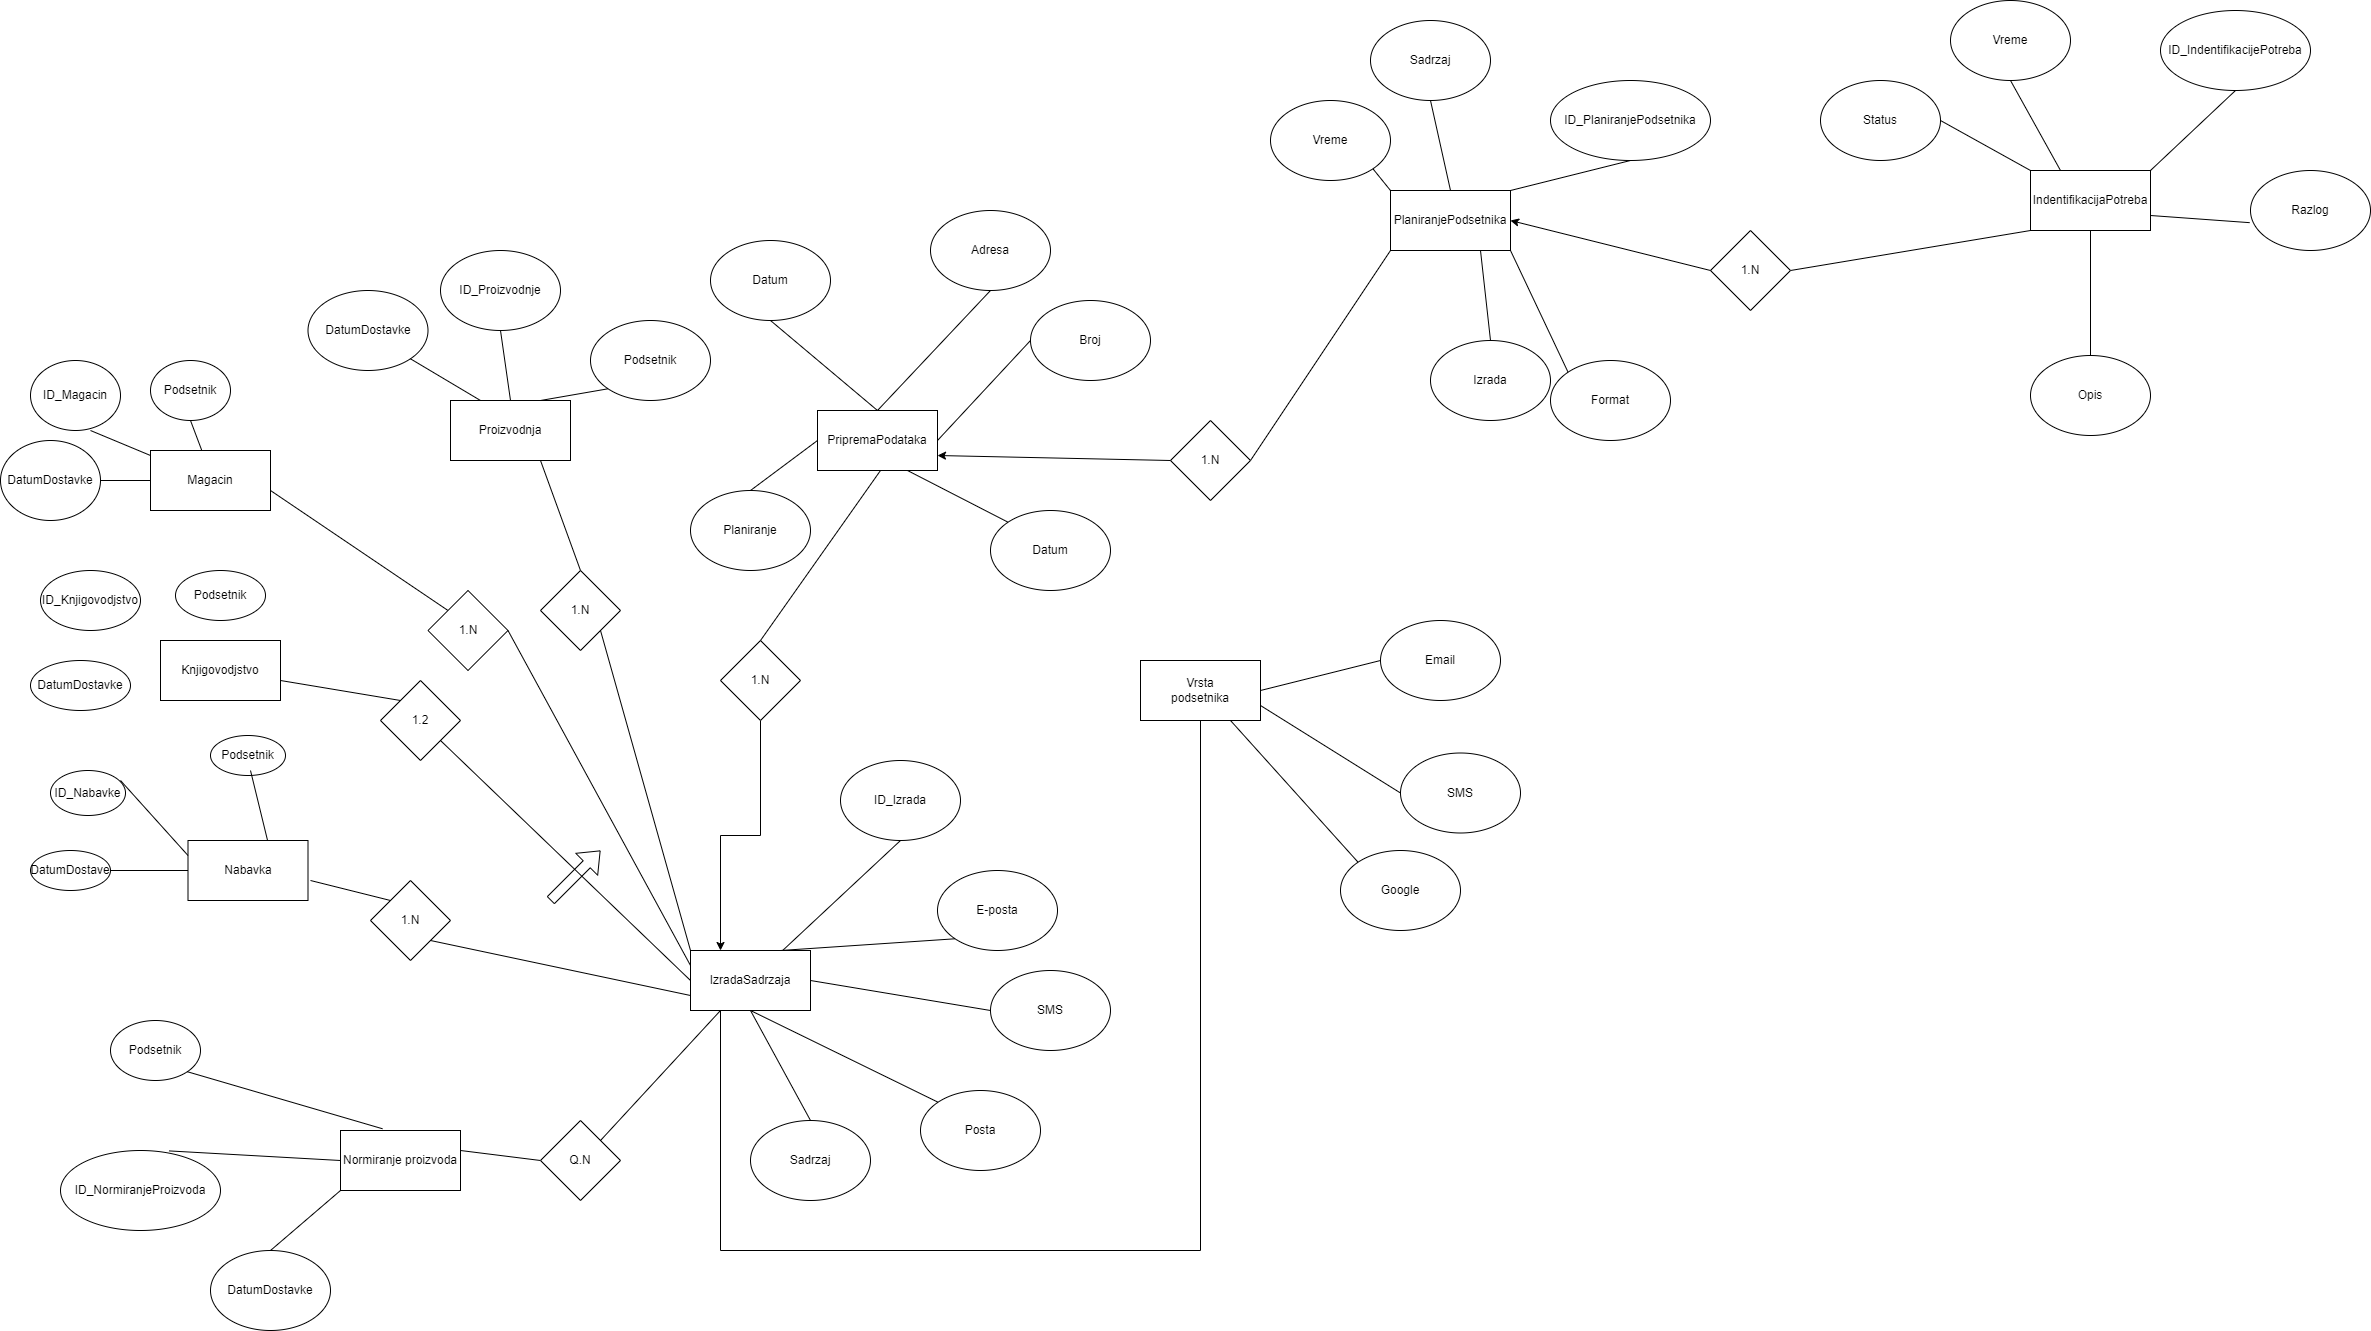 Vreme
ID_IndentifikacijePotreba
Sadrzaj
Status
ID_PlaniranjePodsetnika
Vreme
IndentifikacijaPotreba
Razlog
PlaniranjePodsetnika
Adresa
1.N
Datum
ID_Proizvodnje
DatumDostavke
Broj
Podsetnik
Izrada
Format
Opis
ID_Magacin
Podsetnik
Proizvodnja
PripremaPodataka
1.N
Magacin
DatumDostavke
Planiranje
Datum
ID_Knjigovodjstvo
Podsetnik
1.N
1.N
Knjigovodjstvo
DatumDostavke
1.N
Vrsta
podsetnika
Email
1.2
Podsetnik
ID_Nabavke
SMS
ID_Izrada
DatumDostave
Nabavka
Google
1.N
E-posta
IzradaSadrzaja
SMS
Podsetnik
Posta
Normiranje proizvoda
Q.N
Sadrzaj
ID_NormiranjeProizvoda
DatumDostavke